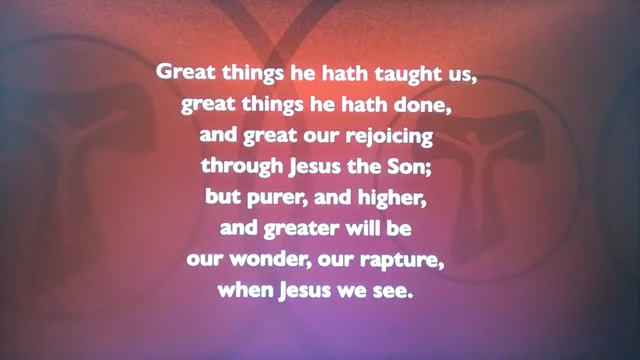 Great things he hath taught us,
great things he hath done,
and great our rejoicing
through Jesus the Son;
but purer, and higher,
and greater will be
our wonder, our rapture,
when Jesus we see.